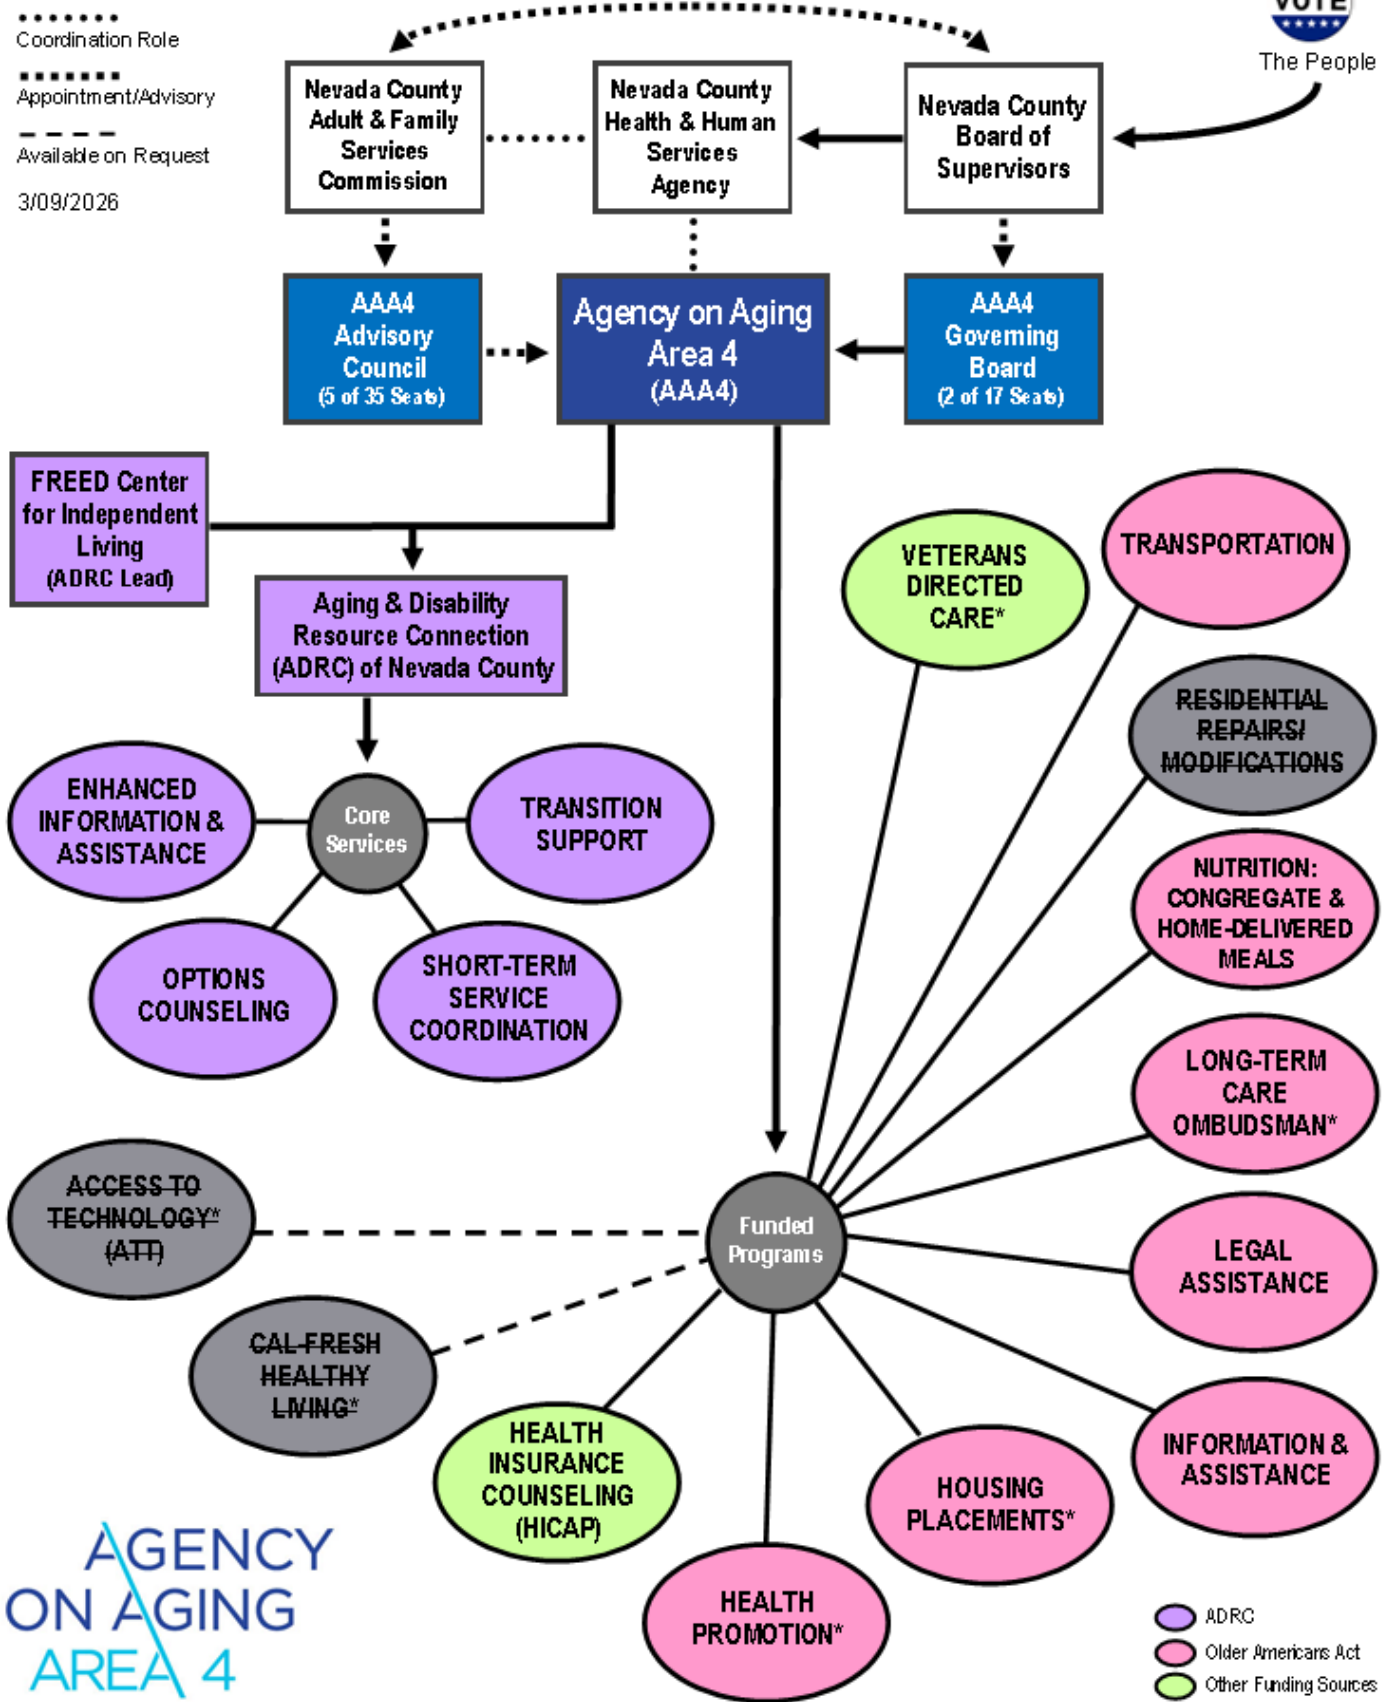 VOTE
The People
Coordination Role
Appointment/Advisory
Available on Request
3/09/2026
Nevada County
Adult & Family
Services
Commission
Nevada County
Health & Human
Services
Agency
Nevada County
Board of
Supervisors
AAA4
Advisory
Council
(5 of 35 Seats)
Agency on Aging
Area 4
(AAA4)
AAA4
Governing
Board
(2 of 17 Seats)
FREED Center
for Independent
Living
(ADRC Lead)
Aging & Disability
Resource Connection
(ADRC) of Nevada County
Core
Services
ENHANCED
INFORMATION &
ASSISTANCE
TRANSITION
SUPPORT
OPTIONS
COUNSELING
SHORT-TERM
SERVICE
COORDINATION
VETERANS
DIRECTED
CARE*
TRANSPORTATION
RESIDENTIAL
REPAIRS/
MODIFICATIONS
NUTRITION:
CONGREGATE &
HOME-DELIVERED
MEALS
LONG-TERM
CARE
OMBUDSMAN*
LEGAL
ASSISTANCE
INFORMATION &
ASSISTANCE
Funded
Programs
ACCESS TO
TECHNOLOGY*
(ATT)
CAL-FRESH
HEALTHY
LIVING*
HEALTH
INSURANCE
COUNSELING
(HICAP)
HOUSING
PLACEMENTS*
HEALTH
PROMOTION*
AGENCY
ON AGING
AREA 4
ADRC
Older Americans Act
Other Funding Sources